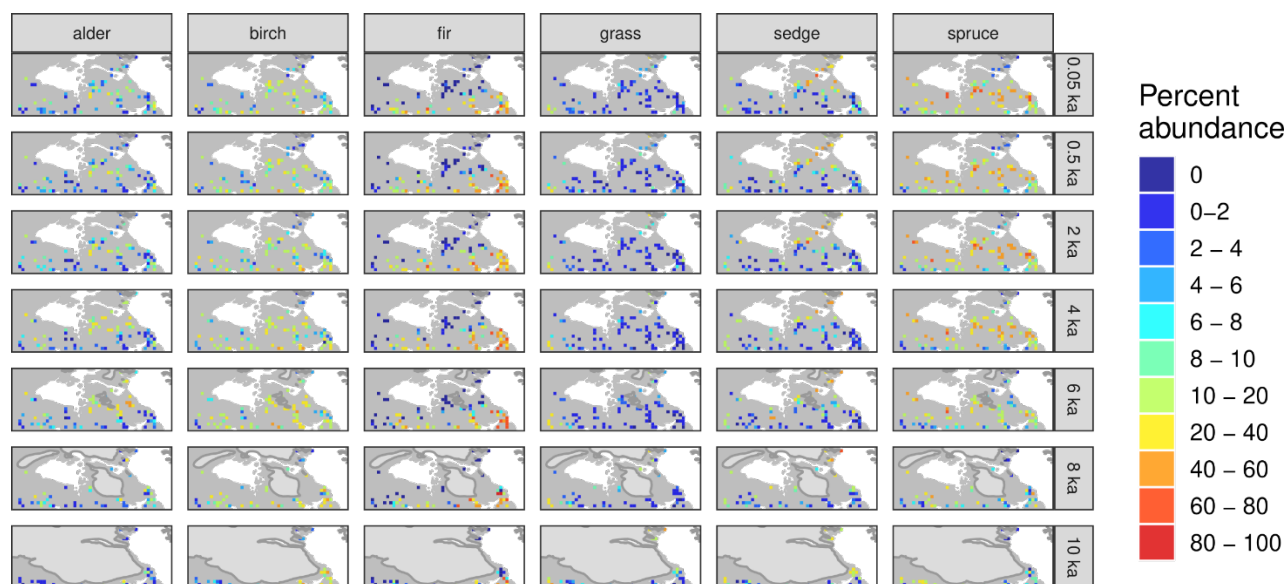 alder birch fir grass sedge spruce
0.05 ka
0.5 ka
2 ka
4 ka
6 ka
8 ka
10 ka
Percent
abundance
0
0–2
2 – 4
4 – 6
6 – 8
8 – 10
10 – 20
20 – 40
40 – 60
60 – 80
80 – 100